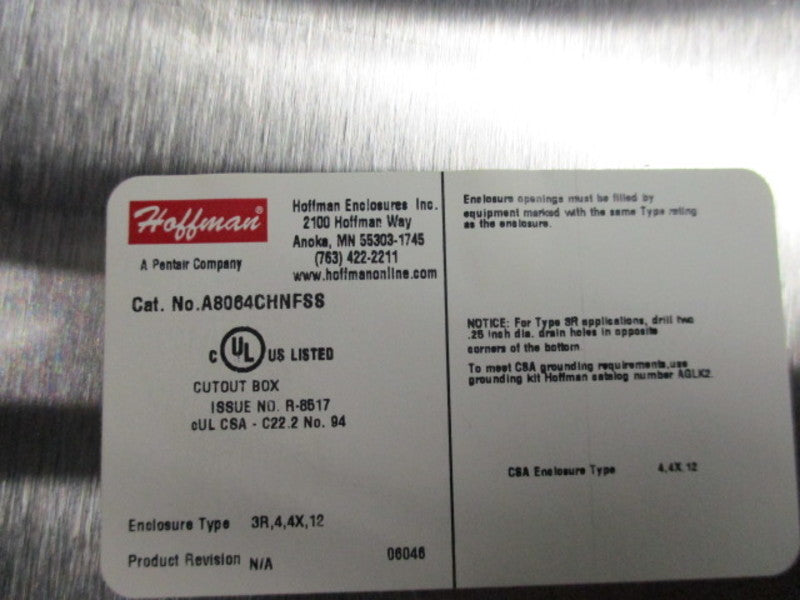 Hoffman®
A Pentair Company
Hoffman Enclosures Inc.
2100 Hoffman Way
Anoka, MN 55303-1745
(763) 422-2211
www.hoffmanonline.com
Cat. No. A8064CHNFSS
C UL US LISTED
CUTOUT BOX
ISSUE NO. R-8517
cUL CSA - C22.2 No. 94
Enclosure Type 3R,4,4X,12
Product Revision N/A 06046
Enclosure openings must be filled by
equipment marked with the same Type rating
as the enclosure.
NOTICE: For Type 3R applications, drill two
.25 inch dia. drain holes in opposite
corners of the bottom.
To meet CSA grounding requirements,use
grounding kit Hoffman catalog number AGLK2.
CSA Enclosure Type 4,4X,12